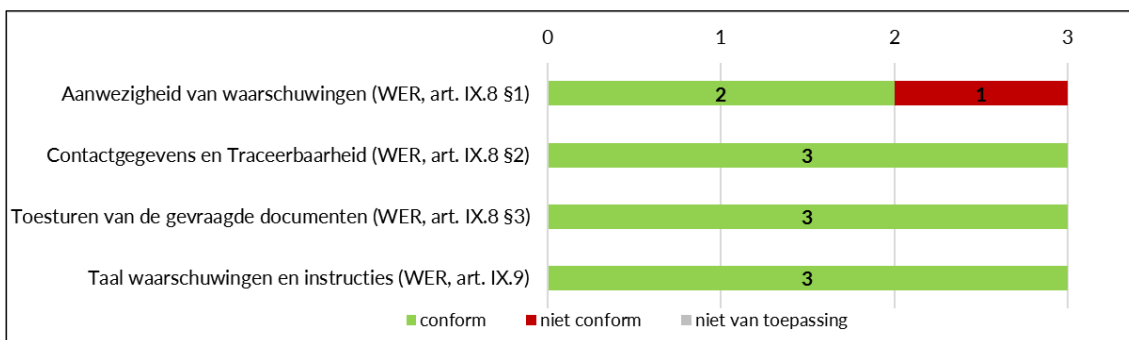 0 1 2 3
Aanwezigheid van waarschuwingen (WER, art. IX.8 §1) 2 1
Contactgegevens en Traceerbaarheid (WER, art. IX.8 §2) 3
Toesturen van de gevraagde documenten (WER, art. IX.8 §3) 3
Taal waarschuwingen en instructies (WER, art. IX.9) 3
conform niet conform niet van toepassing